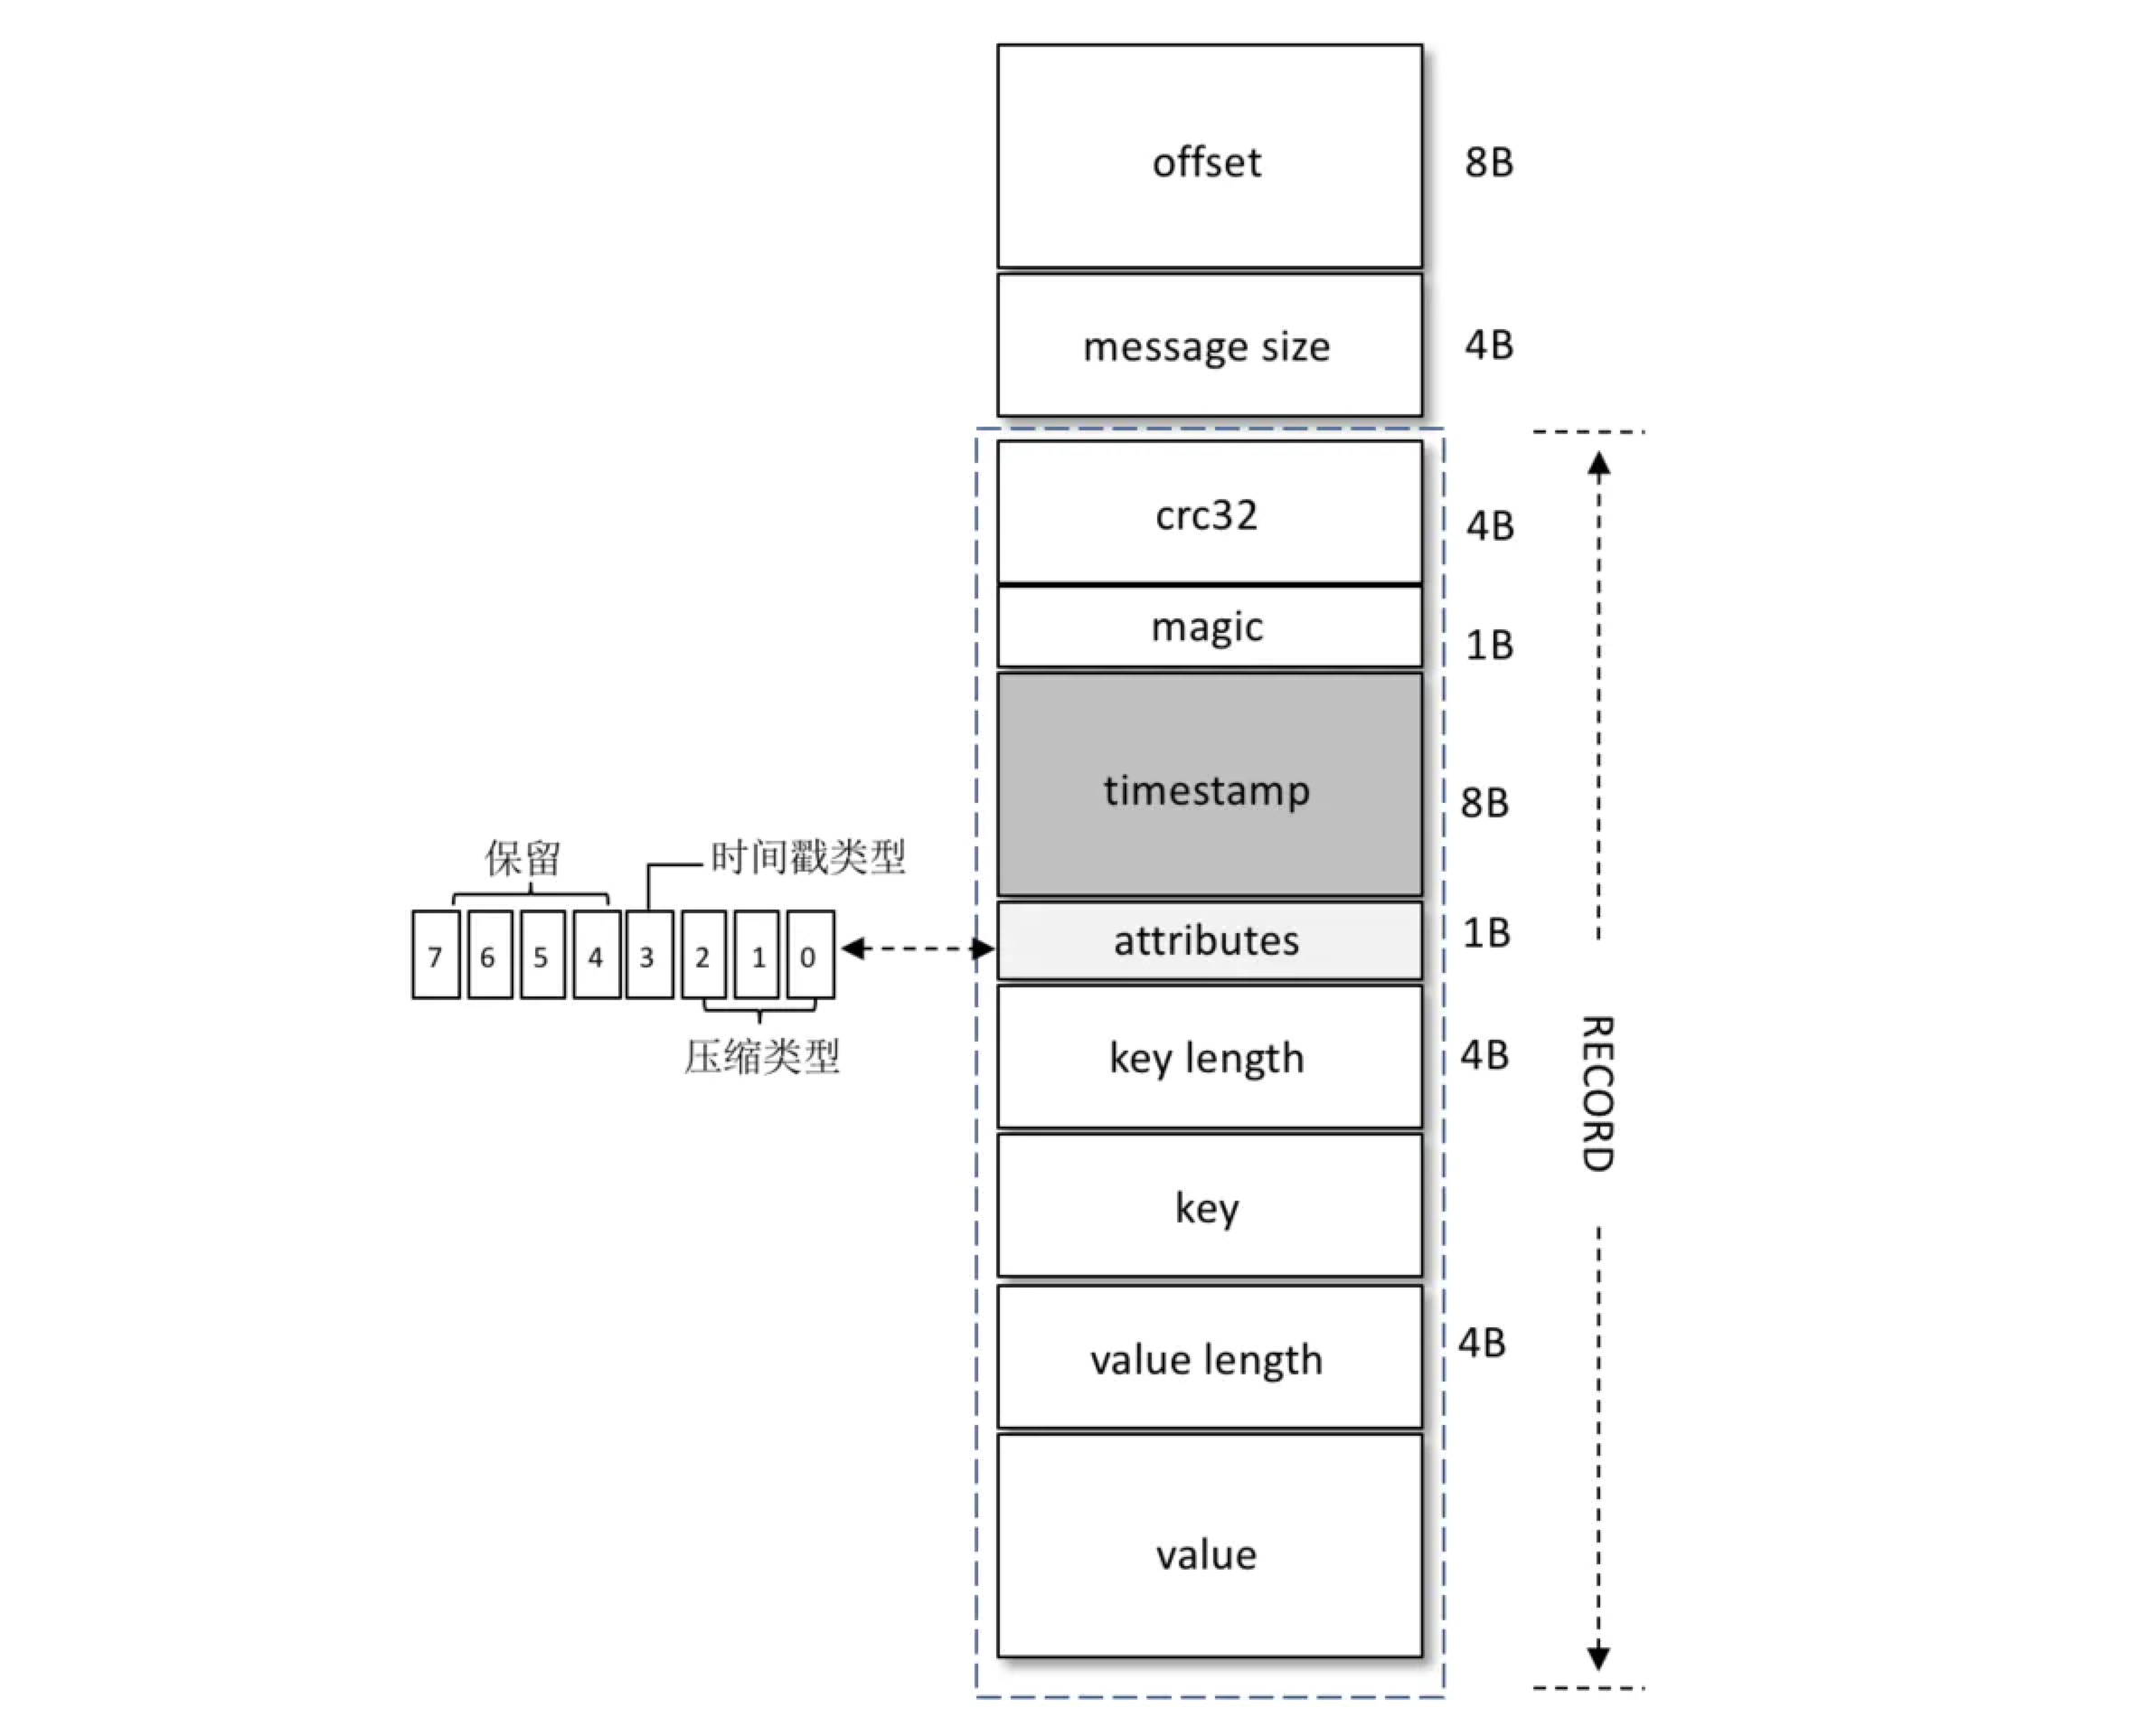 offset 8B
message size 4B
crc32 4B
magic 1B
timestamp 8B
保留 时间戳类型
7 6 5 4 3 2 1 0
压缩类型
attributes 1B
key length 4B
key
value length 4B
value
RECORD